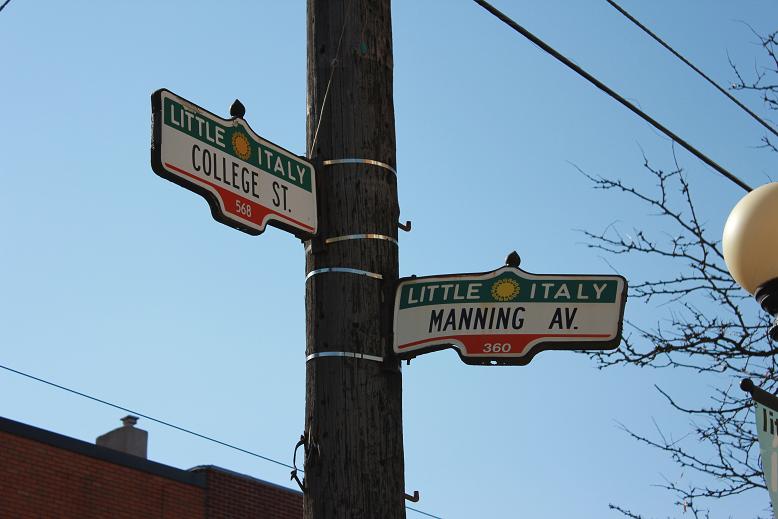 LITTLE ITALY
COLLEGE ST.
568
LITTLE ITALY
MANNING AV.
360